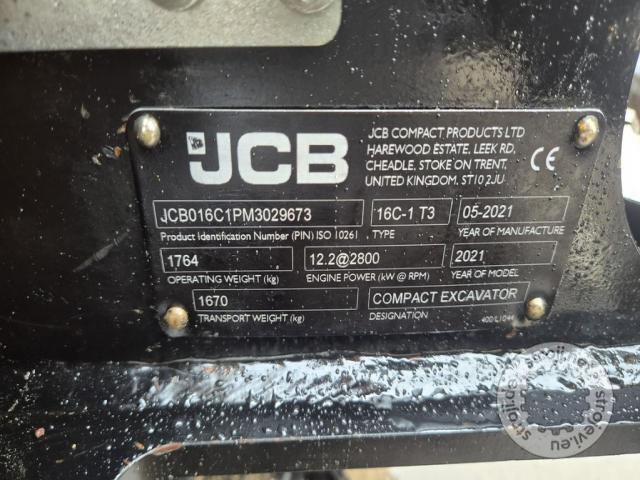 JCB
JCB COMPACT PRODUCTS LTD
HAREWOOD ESTATE, LEEK RD,
CHEADLE, STOKE ON TRENT,
UNITED KINGDOM, ST10 2JU
CE
JCB016C1PM3029673 16C-1 T3 05-2021
Product Identification Number (PIN) ISO 10261 TYPE YEAR OF MANUFACTURE
1764 12.2@2800 2021
OPERATING WEIGHT (kg) ENGINE POWER (kW @ RPM) YEAR OF MODEL
1670 COMPACT EXCAVATOR
TRANSPORT WEIGHT (kg) DESIGNATION
stroevi.eu